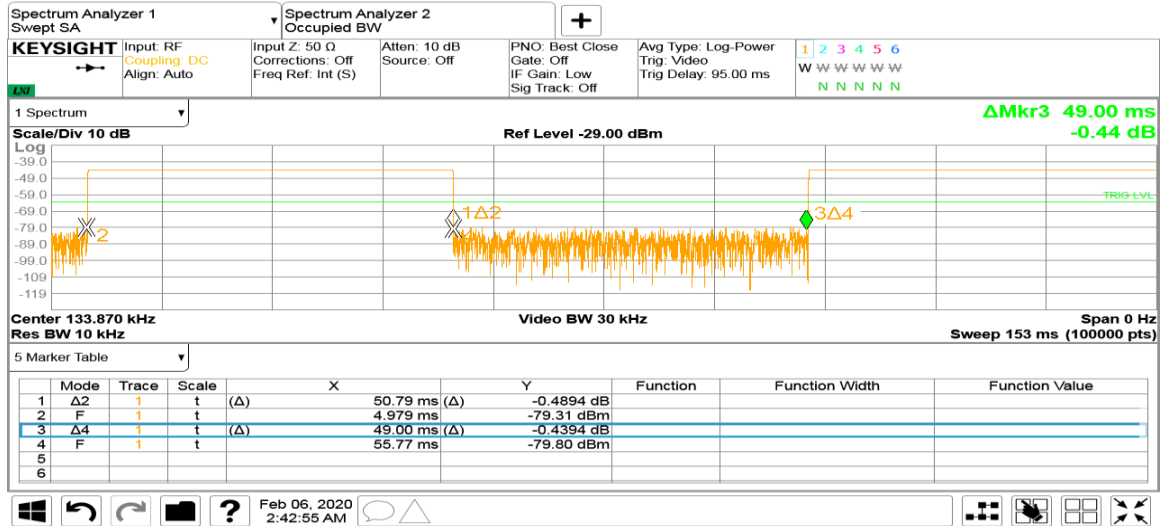 Spectrum Analyzer 1
Swept SA
Spectrum Analyzer 2
Occupied BW
+
KEYSIGHT
LXI
Input: RF
Coupling: DC
Align: Auto
Input Z: 50 Ω
Corrections: Off
Freq Ref: Int (S)
Atten: 10 dB
Source: Off
PNO: Best Close
Gate: Off
IF Gain: Low
Sig Track: Off
Avg Type: Log-Power
Trig: Video
Trig Delay: 95.00 ms
1 2 3 4 5 6
W W W W W W
N N N N N
1 Spectrum
ΔMkr3 49.00 ms
-0.44 dB
Scale/Div 10 dB
Ref Level -29.00 dBm
Log
-39.0
-49.0
-59.0
TRIG LVL
-69.0
1Δ2
3Δ4
-79.0
2
-89.0
-99.0
-109
-119
Center 133.870 kHz
Video BW 30 kHz
Span 0 Hz
Res BW 10 kHz
Sweep 153 ms (100000 pts)
5 Marker Table
Mode Trace Scale X Y Function Function Width Function Value
1 Δ2 1 t (Δ) 50.79 ms (Δ) -0.4894 dB
2 F 1 t 4.979 ms -79.31 dBm
3 Δ4 1 t (Δ) 49.00 ms (Δ) -0.4394 dB
4 F 1 t 55.77 ms -79.80 dBm
5
6
?
Feb 06, 2020
2:42:55 AM